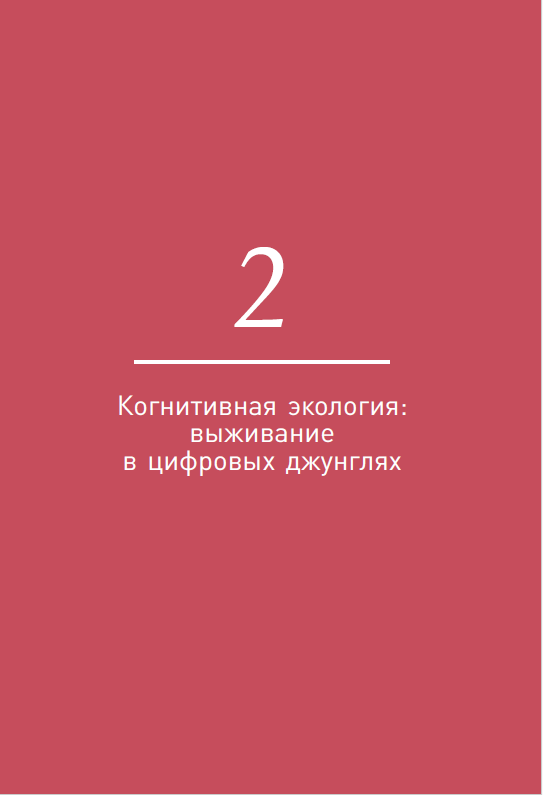 2
Когнитивная экология:
выживание
в цифровых джунглях